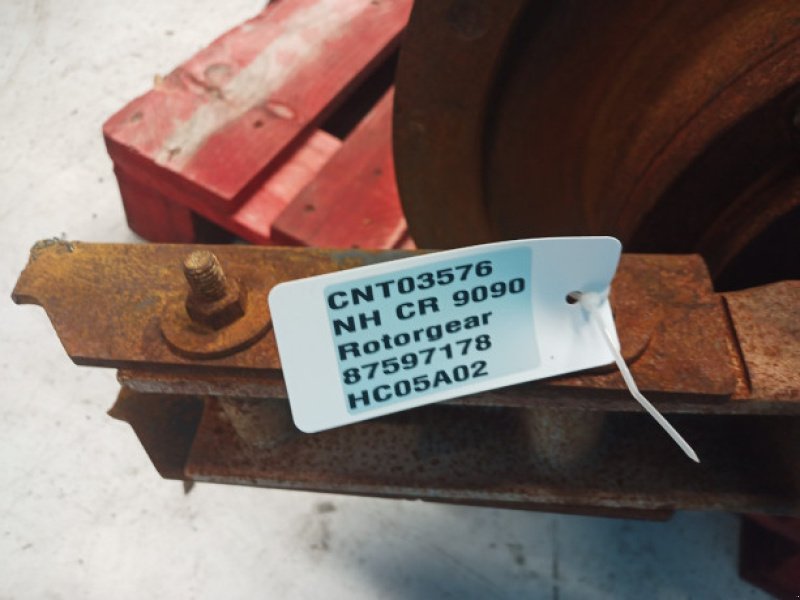 CNT03576
NH CR 9090
Rotorgear
87597178
HC05A02